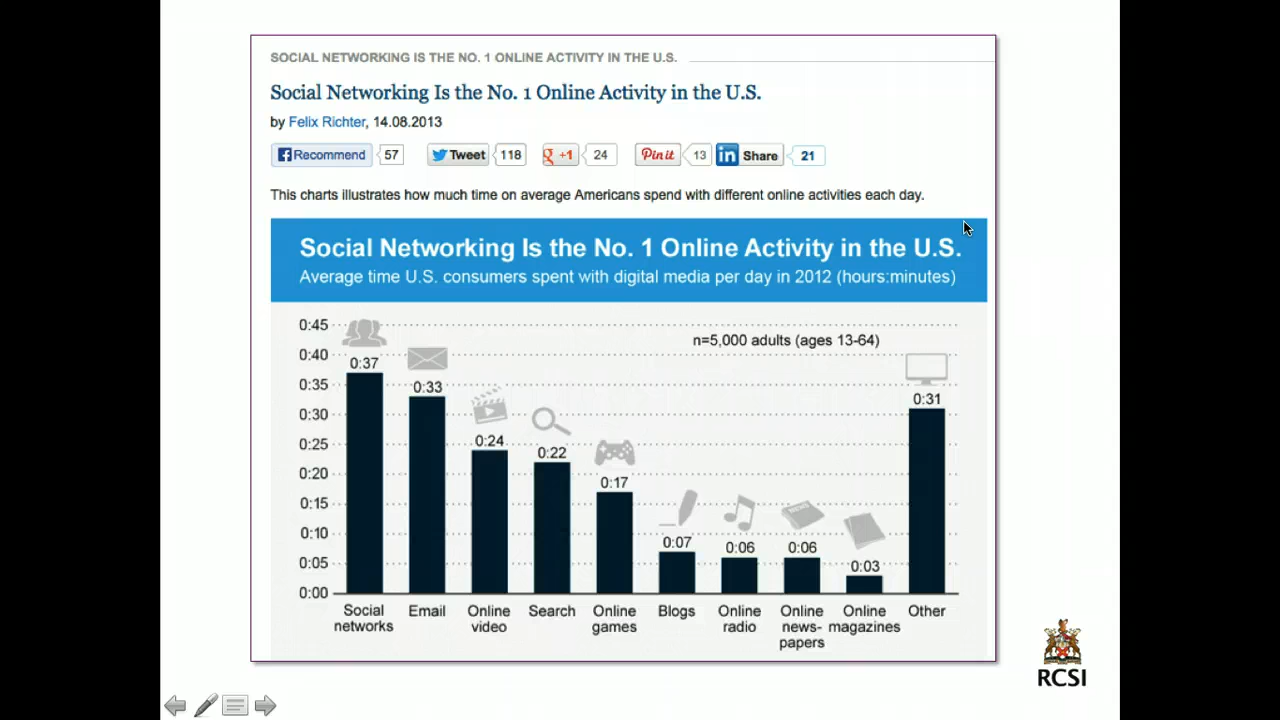 SOCIAL NETWORKING IS THE NO. 1 ONLINE ACTIVITY IN THE U.S.
Social Networking Is the No. 1 Online Activity in the U.S.
by Felix Richter, 14.08.2013
Recommend 57 Tweet 118 +1 24 Pin it 13 in Share 21
This charts illustrates how much time on average Americans spend with different online activities each day.
Social Networking Is the No. 1 Online Activity in the U.S.
Average time U.S. consumers spent with digital media per day in 2012 (hours:minutes)
n=5,000 adults (ages 13-64)
0:45
0:40
0:35
0:30
0:25
0:20
0:15
0:10
0:05
0:00
0:37
0:33
0:24
0:22
0:17
0:07
0:06
0:06
0:03
0:31
Social
networks
Email
Online
video
Search
Online
games
Blogs
Online
radio
Online
news-
papers
Online
magazines
Other
RCSI